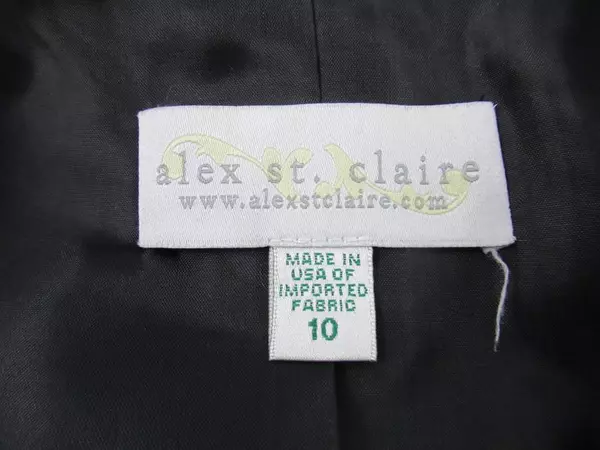 alex st. claire
www.alexstclaire.com
MADE IN
USA OF
IMPORTED
FABRIC
10